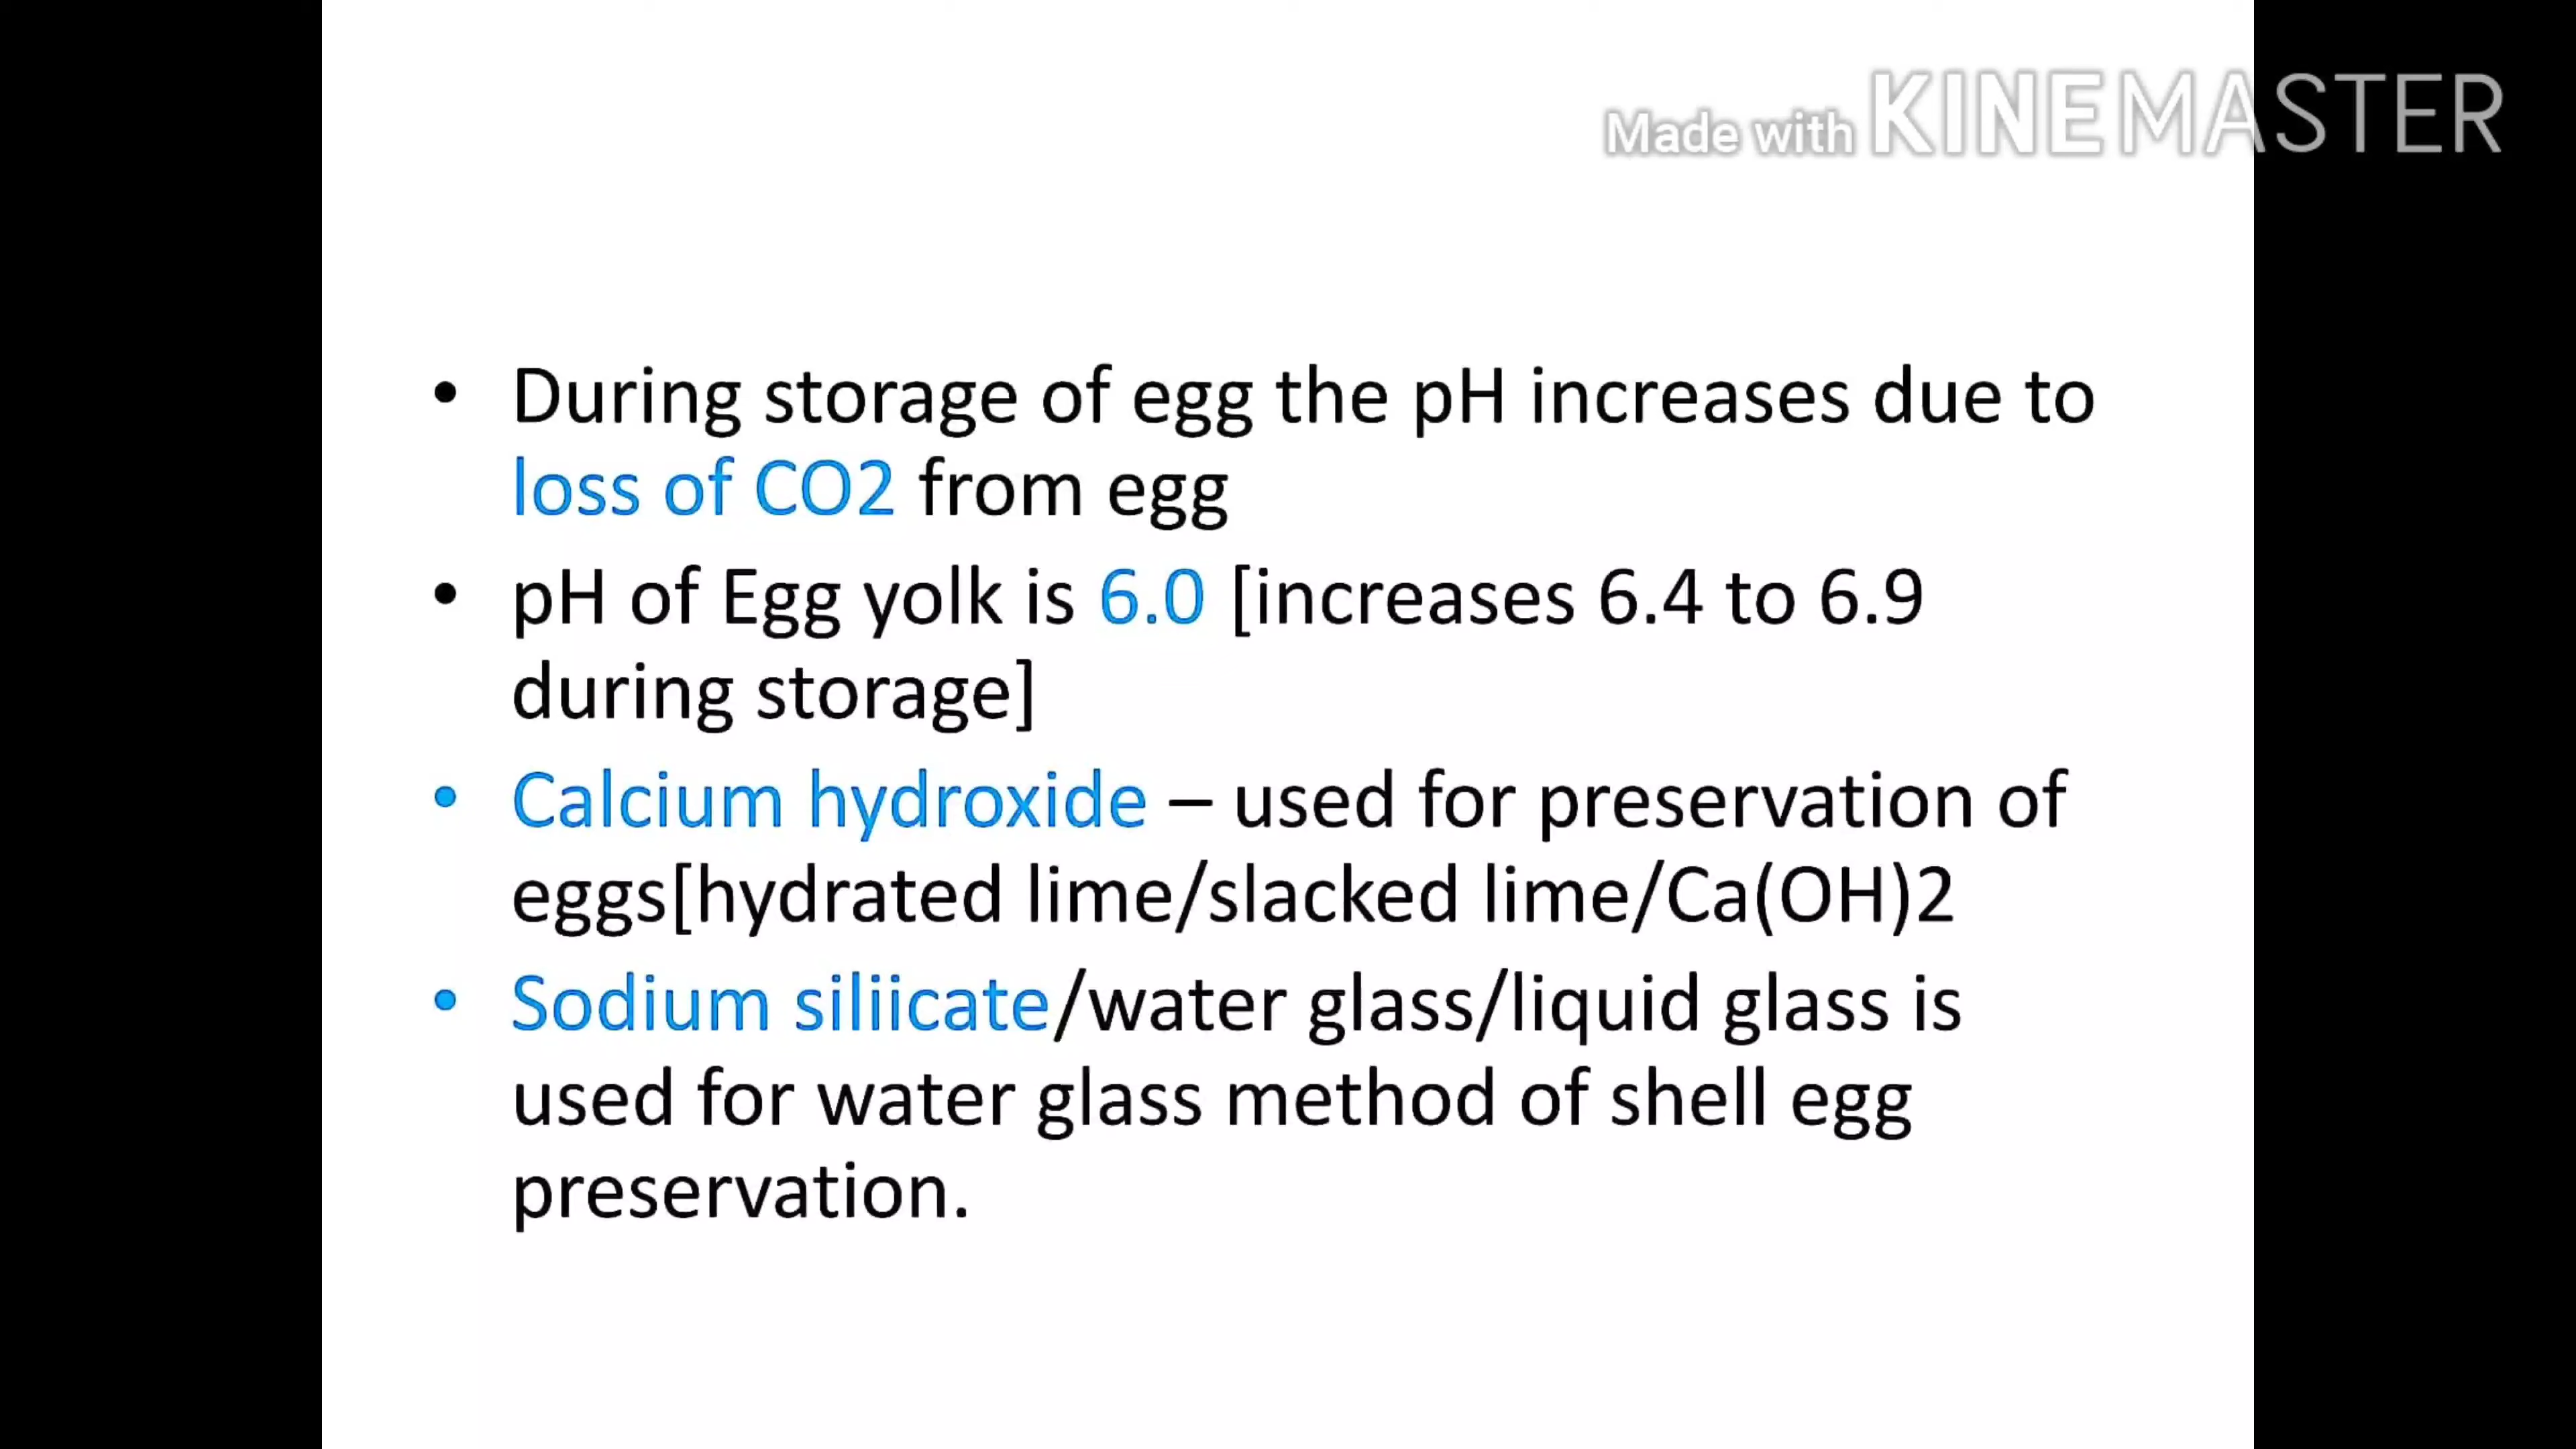 Made with KINEMASTER
• During storage of egg the pH increases due to
loss of CO2 from egg
• pH of Egg yolk is 6.0 [increases 6.4 to 6.9
during storage]
• Calcium hydroxide – used for preservation of
eggs[hydrated lime/slacked lime/Ca(OH)2
• Sodium siliicate/water glass/liquid glass is
used for water glass method of shell egg
preservation.